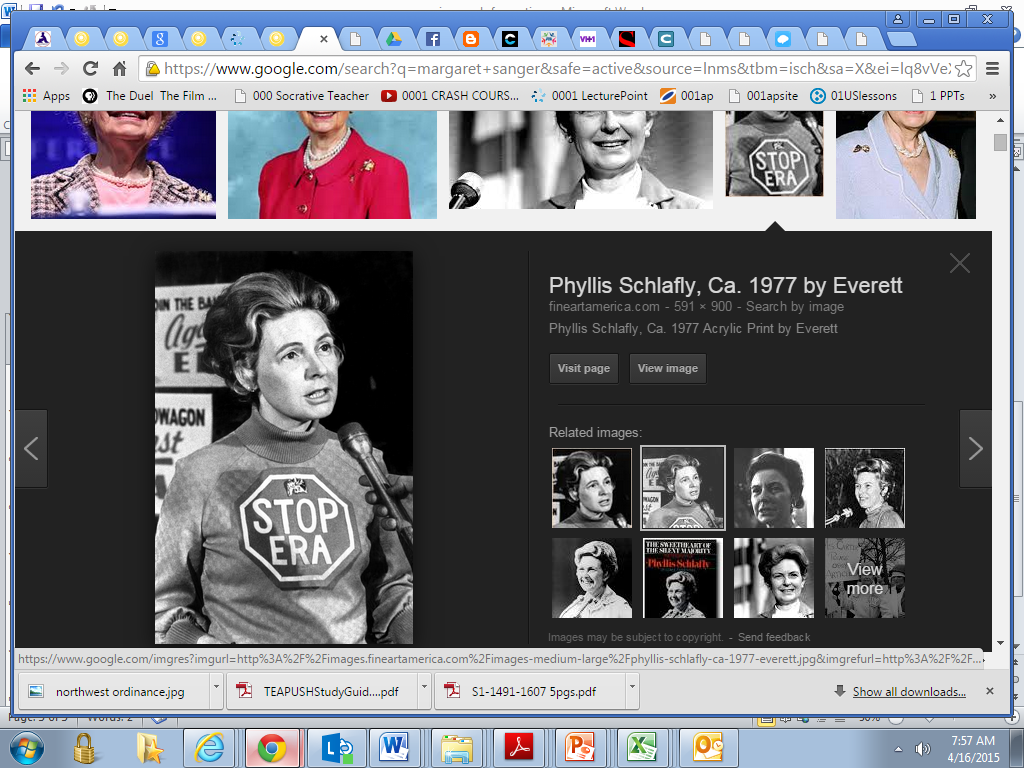 https://www.google.com/search?q=margaret+sanger&safe=active&source=lnms&tbm=isch&sa=X&ei=lq8vVe
Apps
The Duel The Film ...
000 Socrative Teacher
0001 CRASH COURS...
0001 LecturePoint
001ap
001apsite
01USlessons
1 PPTs
»
STOP
ERA
Phyllis Schlafly, Ca. 1977 by Everett
fineartamerica.com - 591 × 900 - Search by image
Phyllis Schlafly, Ca. 1977 Acrylic Print by Everett
Visit page
View image
Related images:
THE SWEETHEART OF
THE SILENT MAJORITY
Phyllis Schlafly
View
more
Images may be subject to copyright. - Send feedback
OIN THE BA
Aga
E
WAGON
st
STOP
ERA
https://www.google.com/imgres?imgurl=http%3A%2F%2Fimages.fineartamerica.com%2Fimages-medium-large%2Fphyllis-schlafly-ca-1977-everett.jpg&imgrefurl=http%3A%2F%2F...
northwest ordinance.jpg
TEAPUSHStudyGuid....pdf
S1-1491-1607 5pgs.pdf
Show all downloads...
7:57 AM
4/16/2015